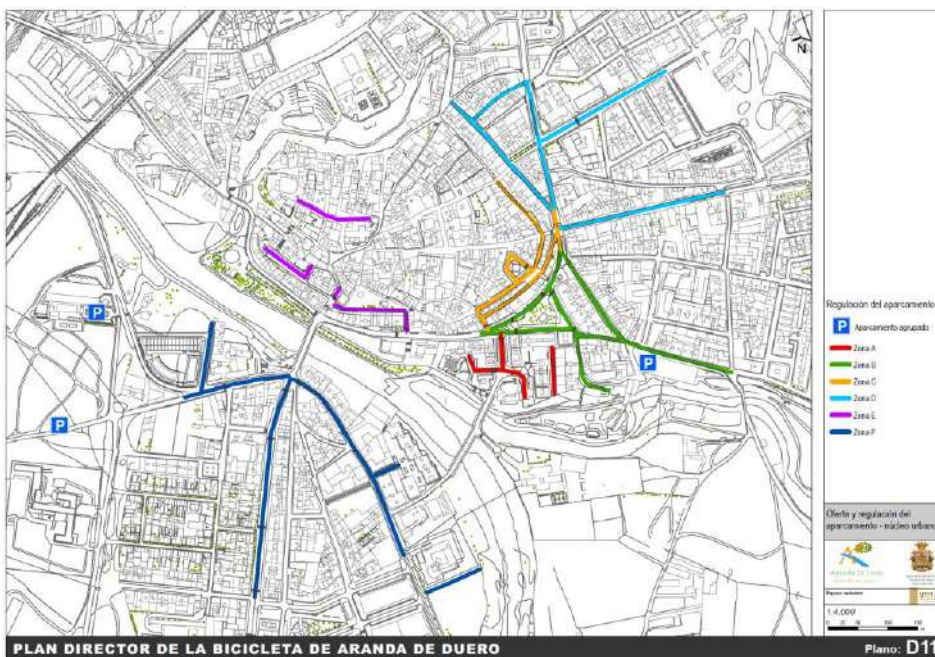 N
Regulación del aparcamiento
P Aparcamiento agrupado
Zona A
Zona B
Zona C
Zona D
Zona E
Zona F
P
P
P
Oferta y regulación del
aparcamiento - núcleo urbano
1:4.000
PLAN DIRECTOR DE LA BICICLETA DE ARANDA DE DUERO
Plano: D11